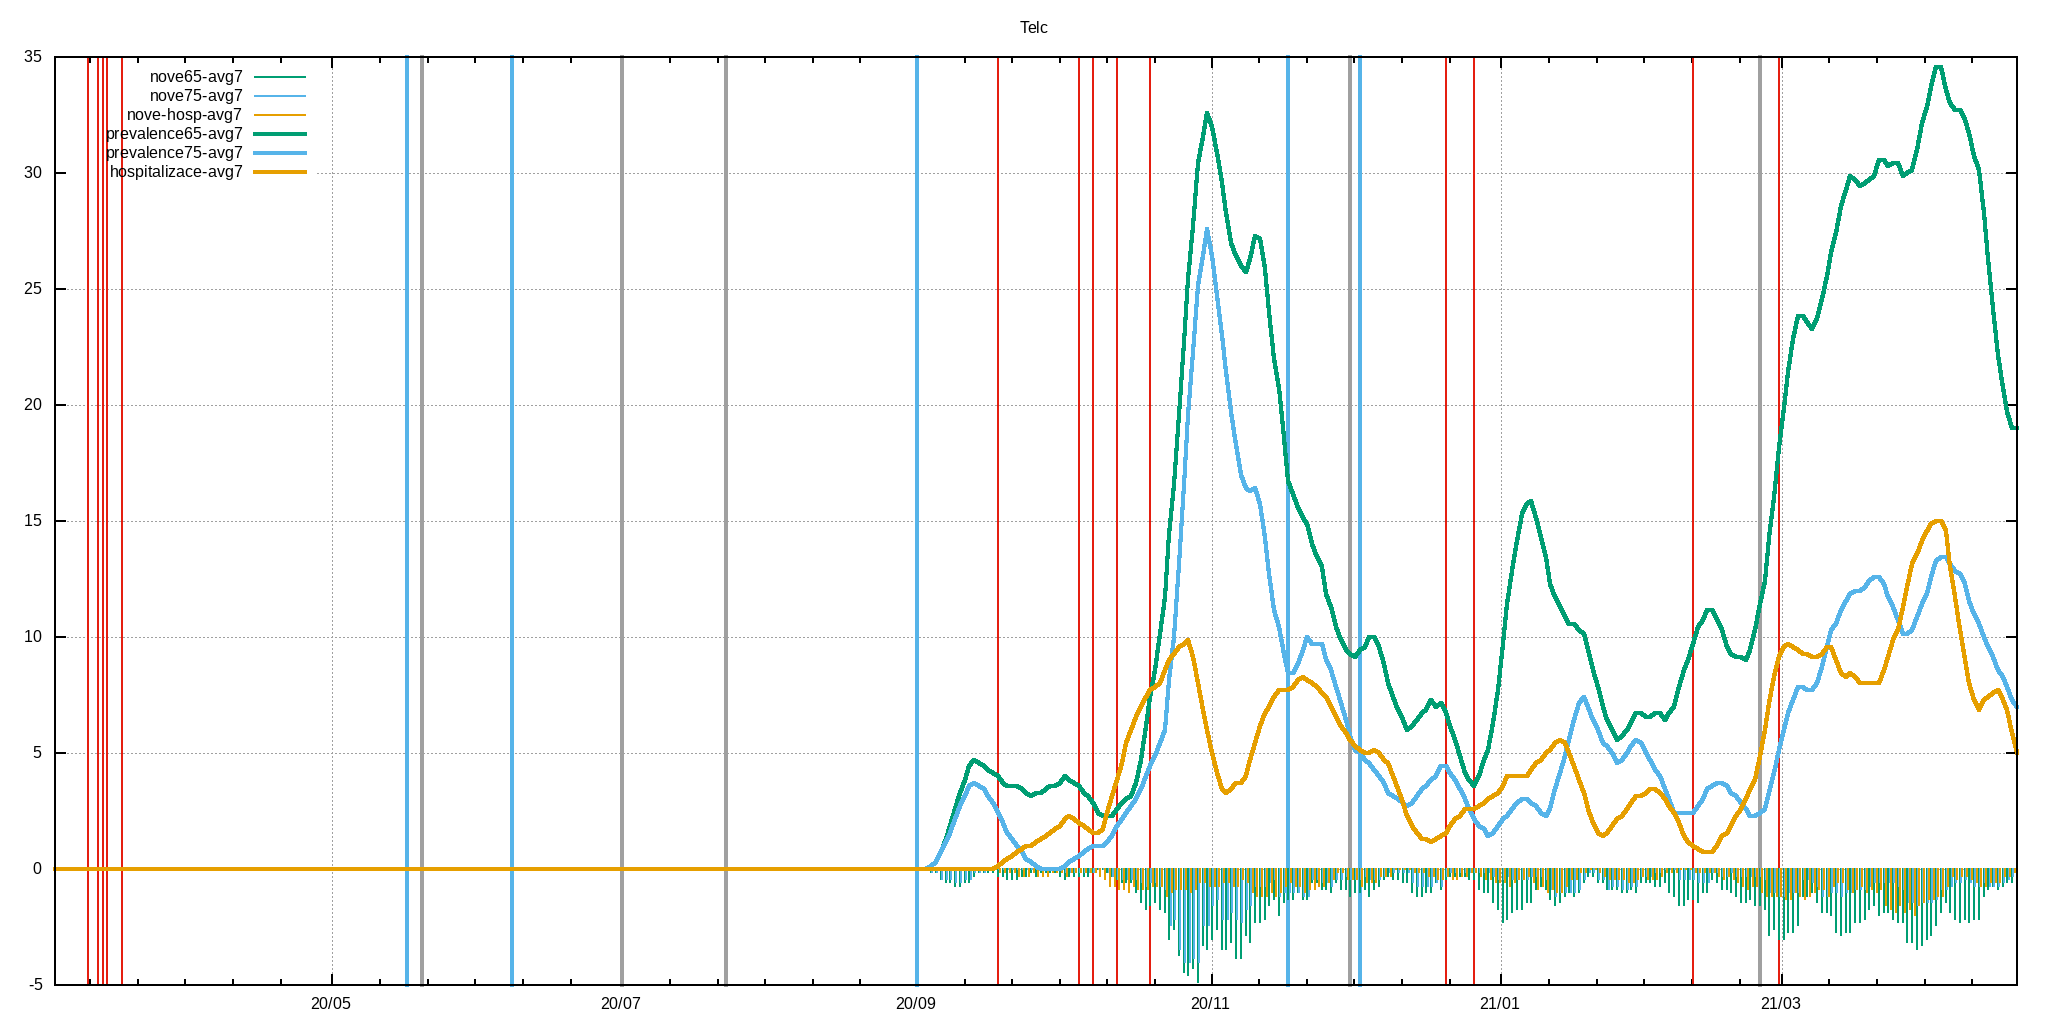 Telc
35
nove65-avg7
nove75-avg7
nove-hosp-avg7
prevalence65-avg7
prevalence75-avg7
hospitalizace-avg7
30
25
20
15
10
5
0
-5
20/05 20/07 20/09 20/11 21/01 21/03